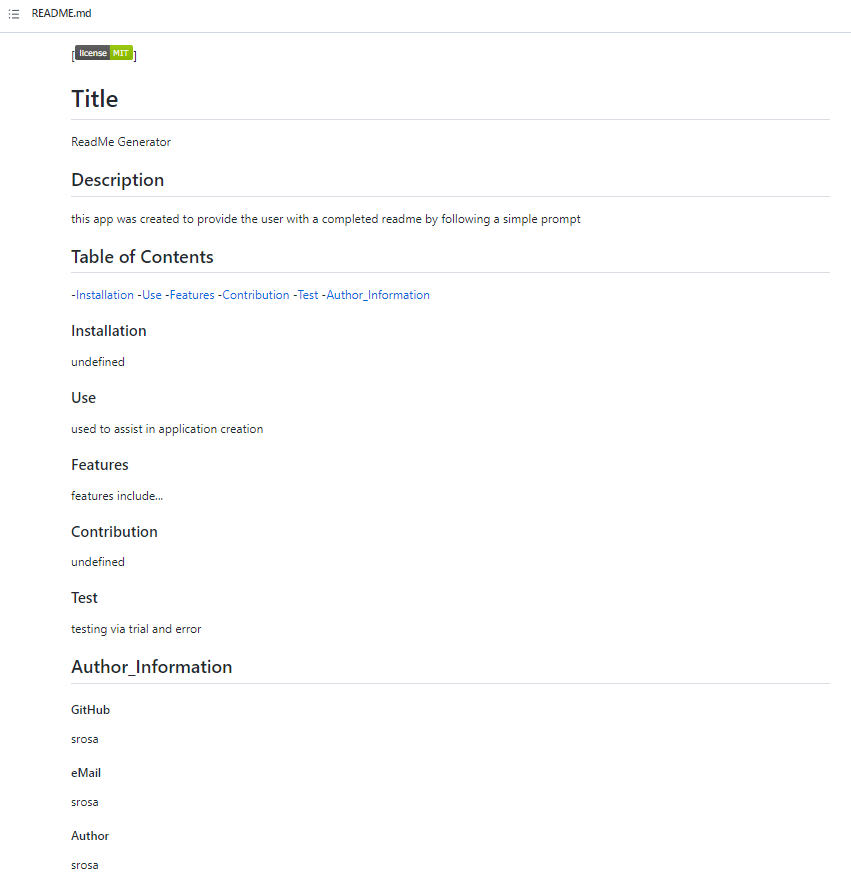 README.md
[license MIT]
Title
ReadMe Generator
Description
this app was created to provide the user with a completed readme by following a simple prompt
Table of Contents
-Installation -Use -Features -Contribution -Test -Author_Information
Installation
undefined
Use
used to assist in application creation
Features
features include...
Contribution
undefined
Test
testing via trial and error
Author_Information
GitHub
srosa
eMail
srosa
Author
srosa